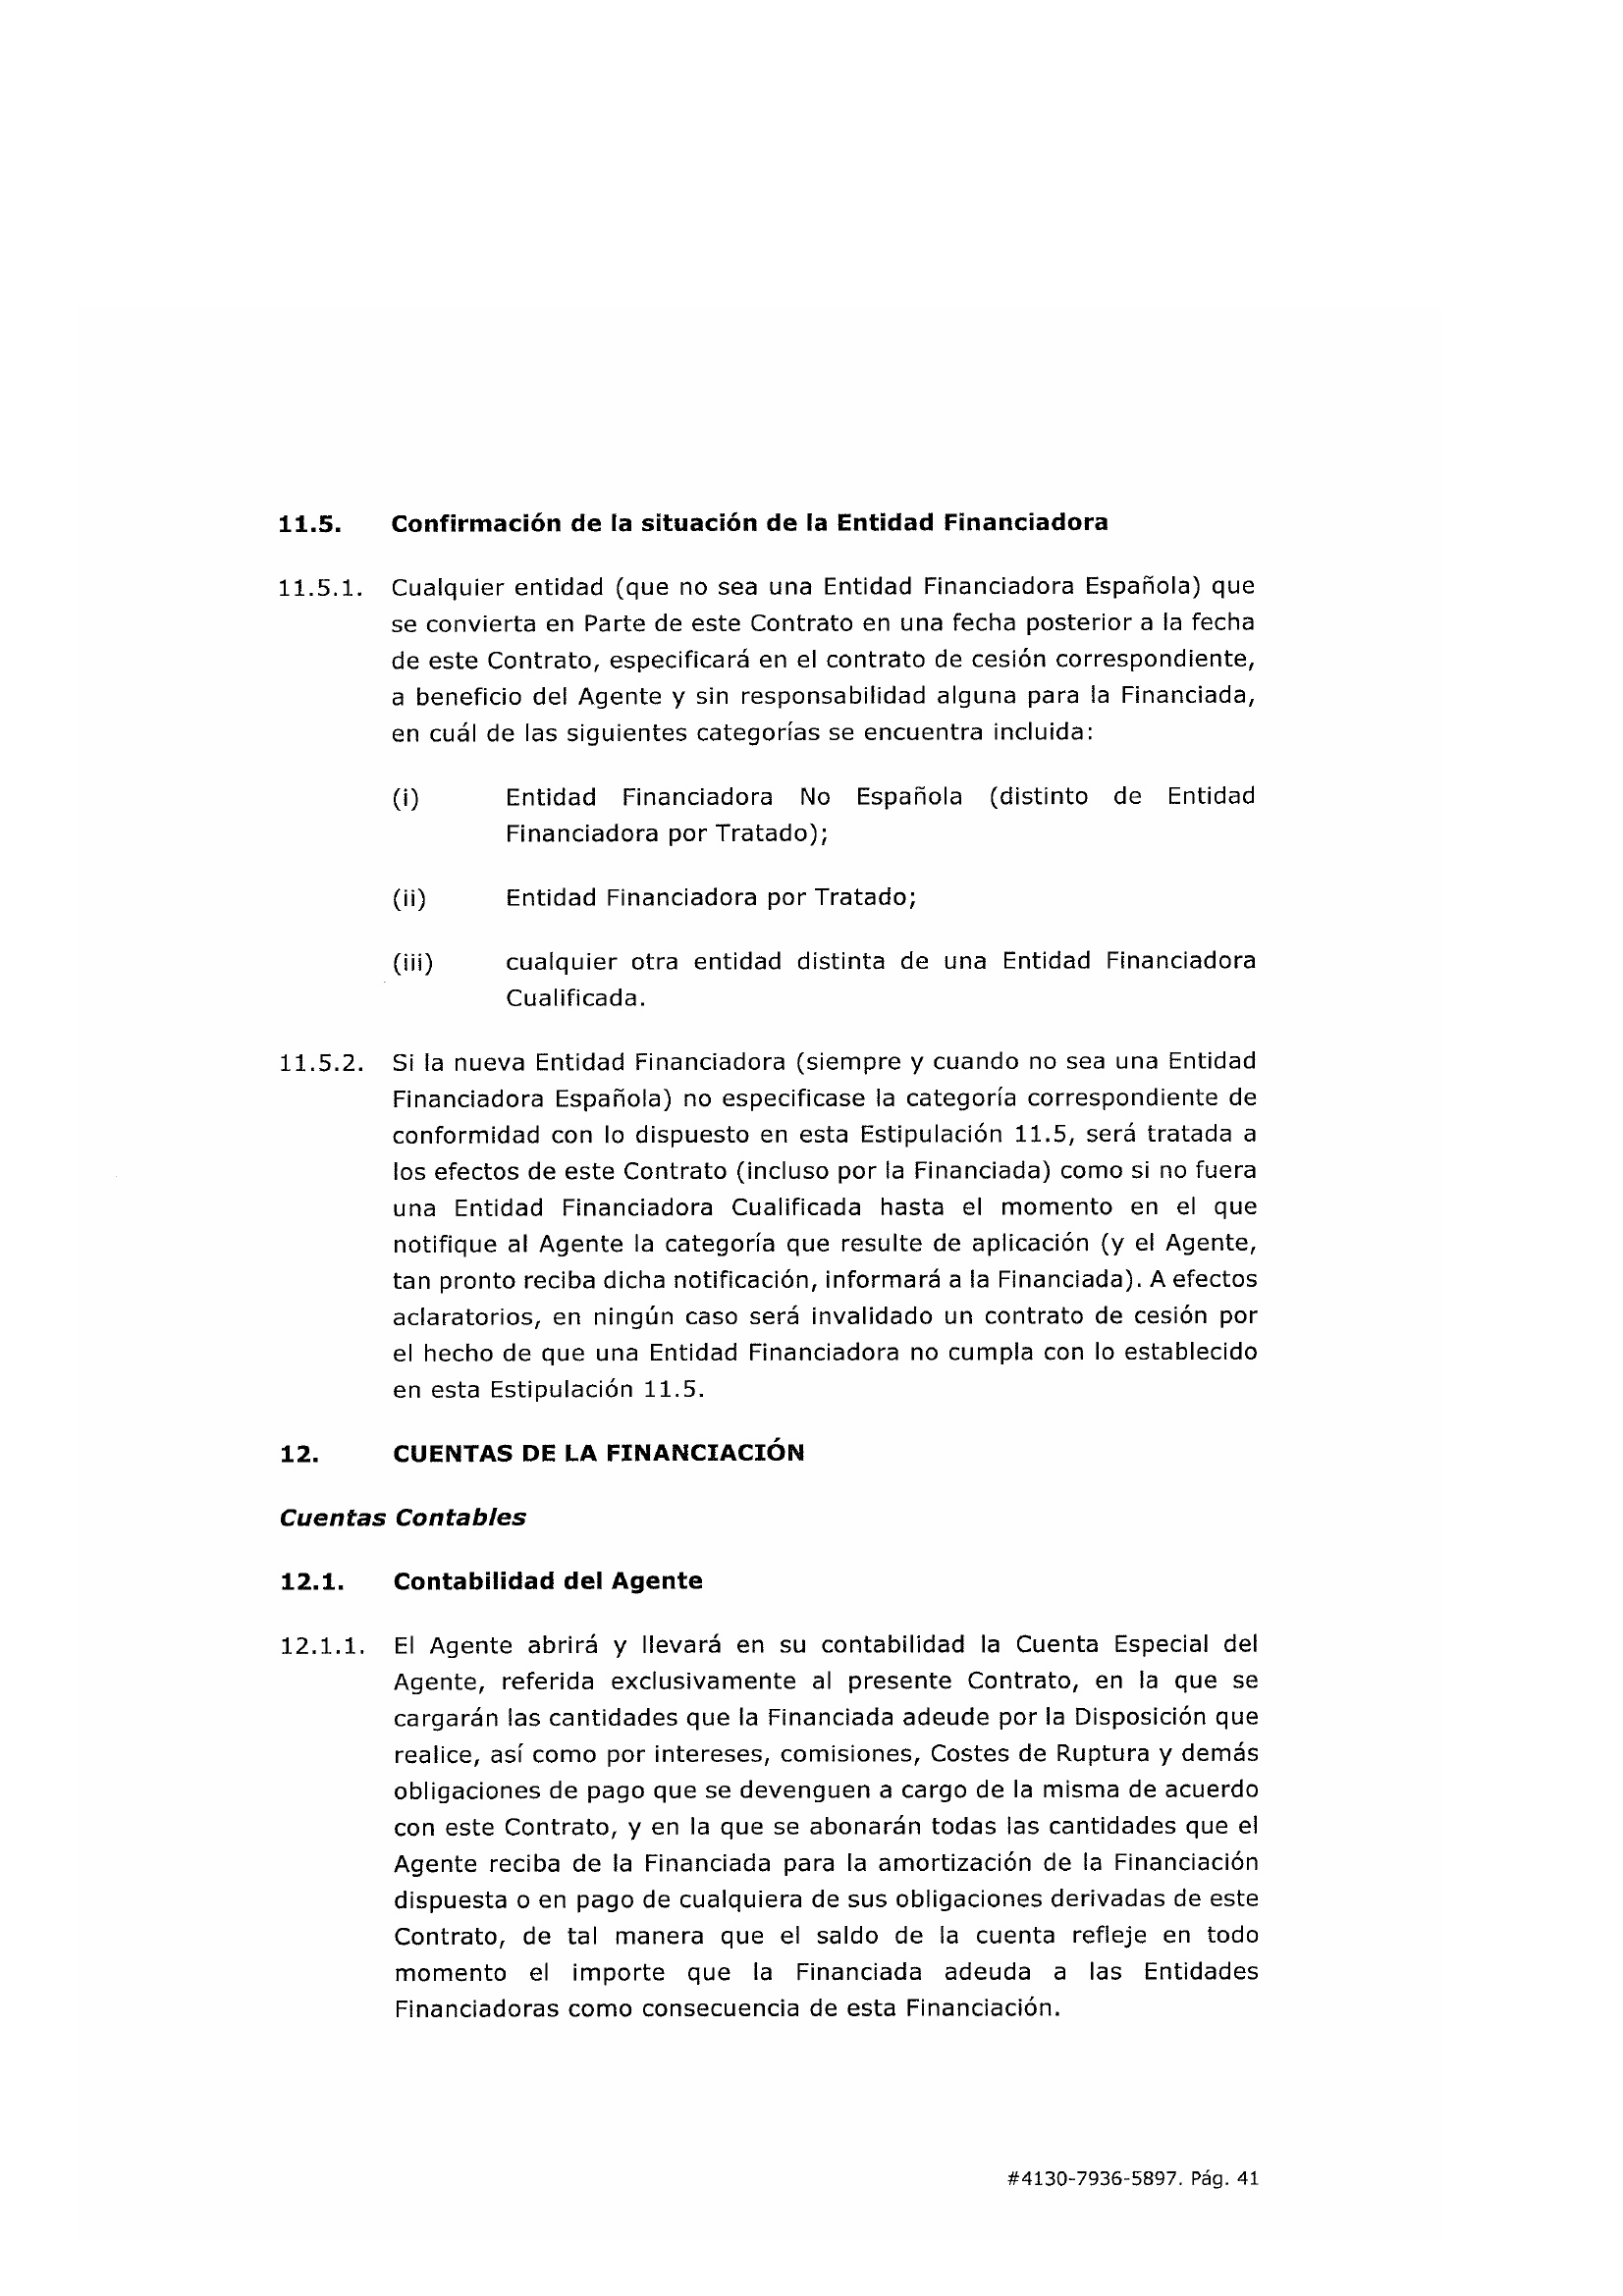 11.5. Confirmación de la situación de la Entidad Financiadora
11.5.1. Cualquier entidad (que no sea una Entidad Financiadora Española) que
se convierta en Parte de este Contrato en una fecha posterior a la fecha
de este Contrato, especificará en el contrato de cesión correspondiente,
a beneficio del Agente y sin responsabilidad alguna para la Financiada,
en cuál de las siguientes categorías se encuentra incluida:
(i) Entidad Financiadora No Española (distinto de Entidad
Financiadora por Tratado);
(ii) Entidad Financiadora por Tratado;
(iii) cualquier otra entidad distinta de una Entidad Financiadora
Cualificada.
11.5.2. Si la nueva Entidad Financiadora (siempre y cuando no sea una Entidad
Financiadora Española) no especificase la categoría correspondiente de
conformidad con lo dispuesto en esta Estipulación 11.5, será tratada a
los efectos de este Contrato (incluso por la Financiada) como si no fuera
una Entidad Financiadora Cualificada hasta el momento en el que
notifique al Agente la categoría que resulte de aplicación (y el Agente,
tan pronto reciba dicha notificación, informará a la Financiada). A efectos
aclaratorios, en ningún caso será invalidado un contrato de cesión por
el hecho de que una Entidad Financiadora no cumpla con lo establecido
en esta Estipulación 11.5.
12. CUENTAS DE LA FINANCIACIÓN
Cuentas Contables
12.1. Contabilidad del Agente
12.1.1. El Agente abrirá y llevará en su contabilidad la Cuenta Especial del
Agente, referida exclusivamente al presente Contrato, en la que se
cargarán las cantidades que la Financiada adeude por la Disposición que
realice, así como por intereses, comisiones, Costes de Ruptura y demás
obligaciones de pago que se devenguen a cargo de la misma de acuerdo
con este Contrato, y en la que se abonarán todas las cantidades que el
Agente reciba de la Financiada para la amortización de la Financiación
dispuesta o en pago de cualquiera de sus obligaciones derivadas de este
Contrato, de tal manera que el saldo de la cuenta refleje en todo
momento el importe que la Financiada adeuda a las Entidades
Financiadoras como consecuencia de esta Financiación.
#4130-7936-5897. Pág. 41